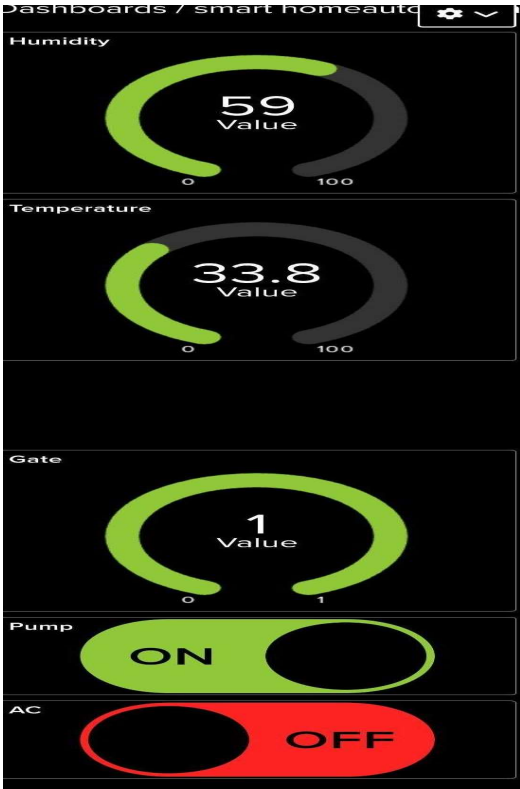 Dashboards / smart homeauto
Humidity
59
Value
0 100
Temperature
33.8
Value
0 100
Gate
1
Value
0 1
Pump
ON
AC
OFF